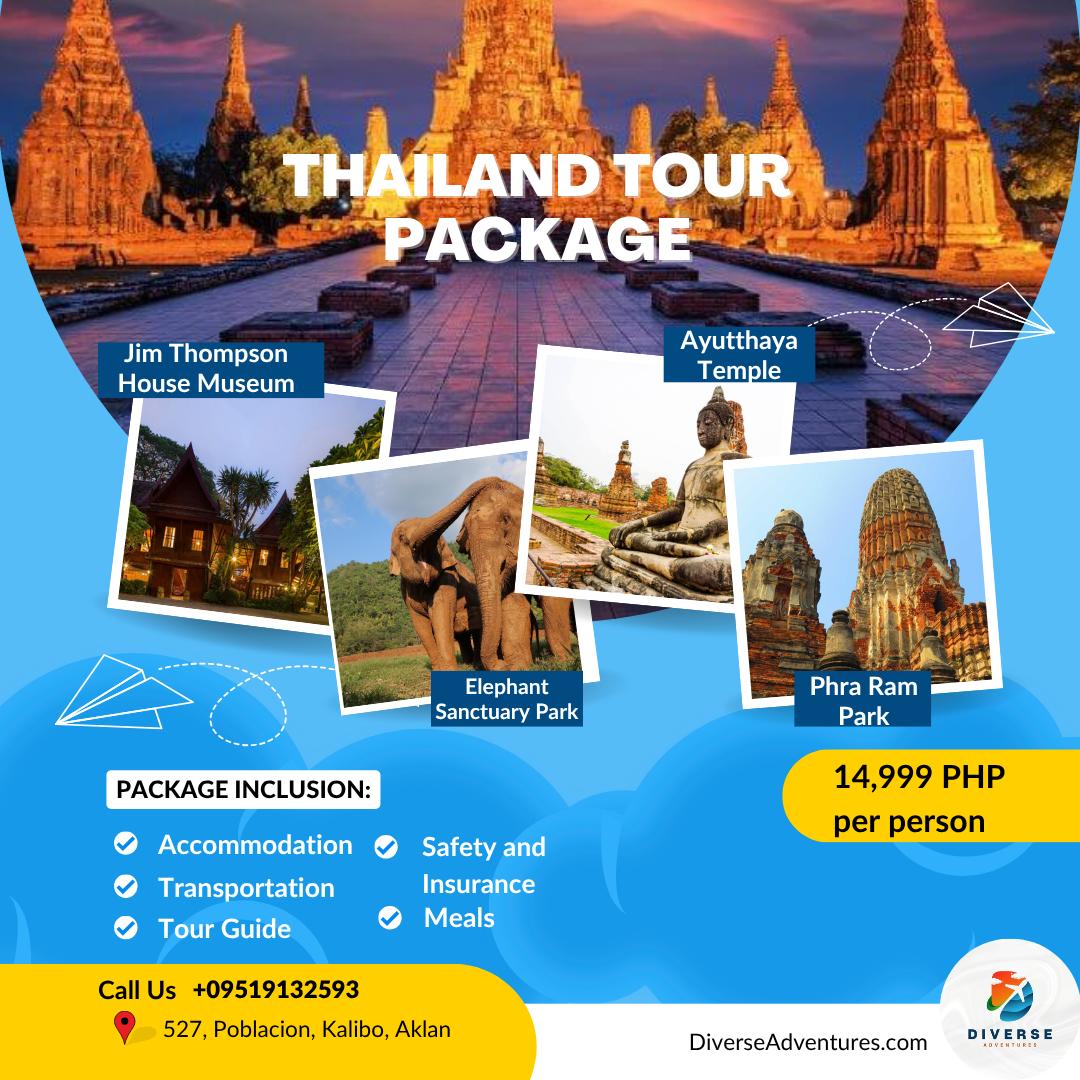 THAILAND TOUR
PACKAGE
Jim Thompson
House Museum
Ayutthaya
Temple
Elephant
Sanctuary Park
Phra Ram
Park
14,999 PHP
per person
PACKAGE INCLUSION:
Accommodation
Transportation
Tour Guide
Safety and
Insurance
Meals
Call Us +09519132593
527, Poblacion, Kalibo, Aklan
DiverseAdventures.com
DIVERSE
ADVENTURES